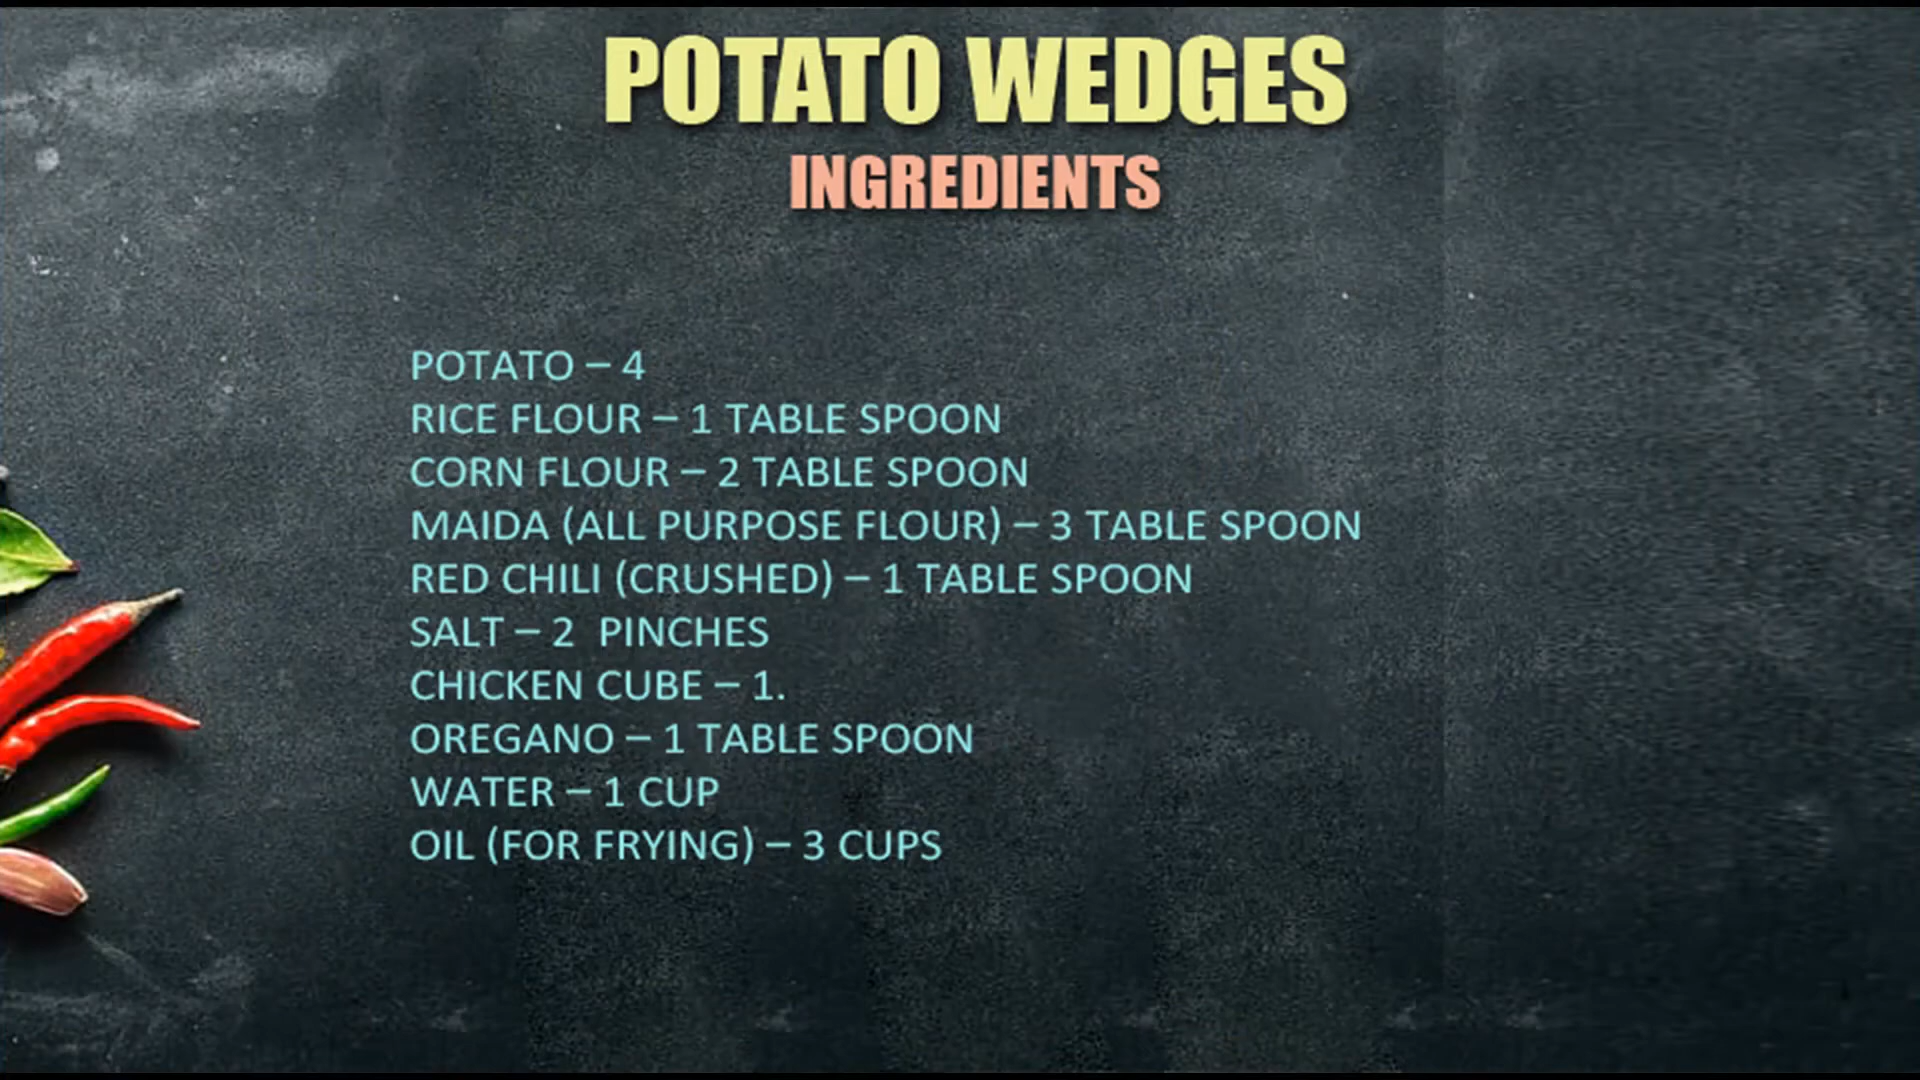 POTATO WEDGES
INGREDIENTS
POTATO – 4
RICE FLOUR – 1 TABLE SPOON
CORN FLOUR – 2 TABLE SPOON
MAIDA (ALL PURPOSE FLOUR) – 3 TABLE SPOON
RED CHILI (CRUSHED) – 1 TABLE SPOON
SALT – 2  PINCHES
CHICKEN CUBE – 1.
OREGANO – 1 TABLE SPOON
WATER – 1 CUP
OIL (FOR FRYING) – 3 CUPS